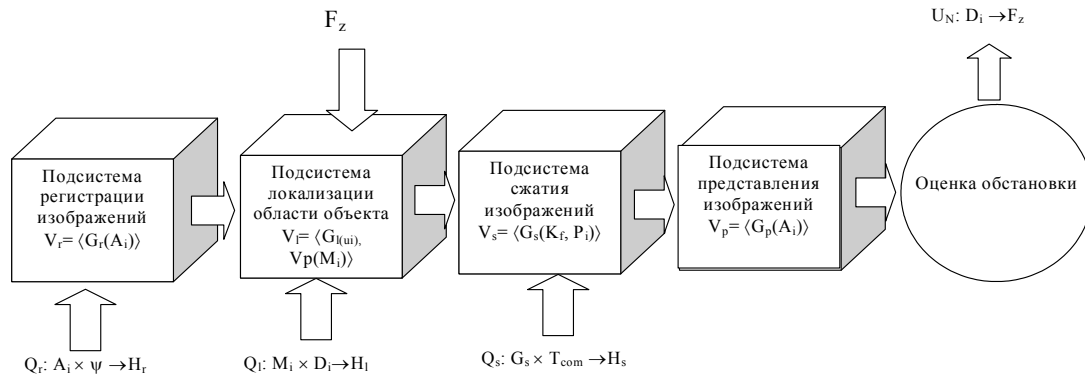 F_z
U_N: D_i →F_z
Подсистема
регистрации
изображений
V_r= ⟨G_r(A_i)⟩
Подсистема
локализации
области объекта
V_l= ⟨G_l(ui),
Vp(M_i)⟩
Подсистема
сжатия
изображений
V_s= ⟨G_s(K_f, P_i)⟩
Подсистема
представления
изображений
V_p= ⟨G_p(A_i)⟩
Оценка обстановки
Q_r: A_i × ψ →H_r
Q_l: M_i × D_i→H_l
Q_s: G_s × T_com →H_s